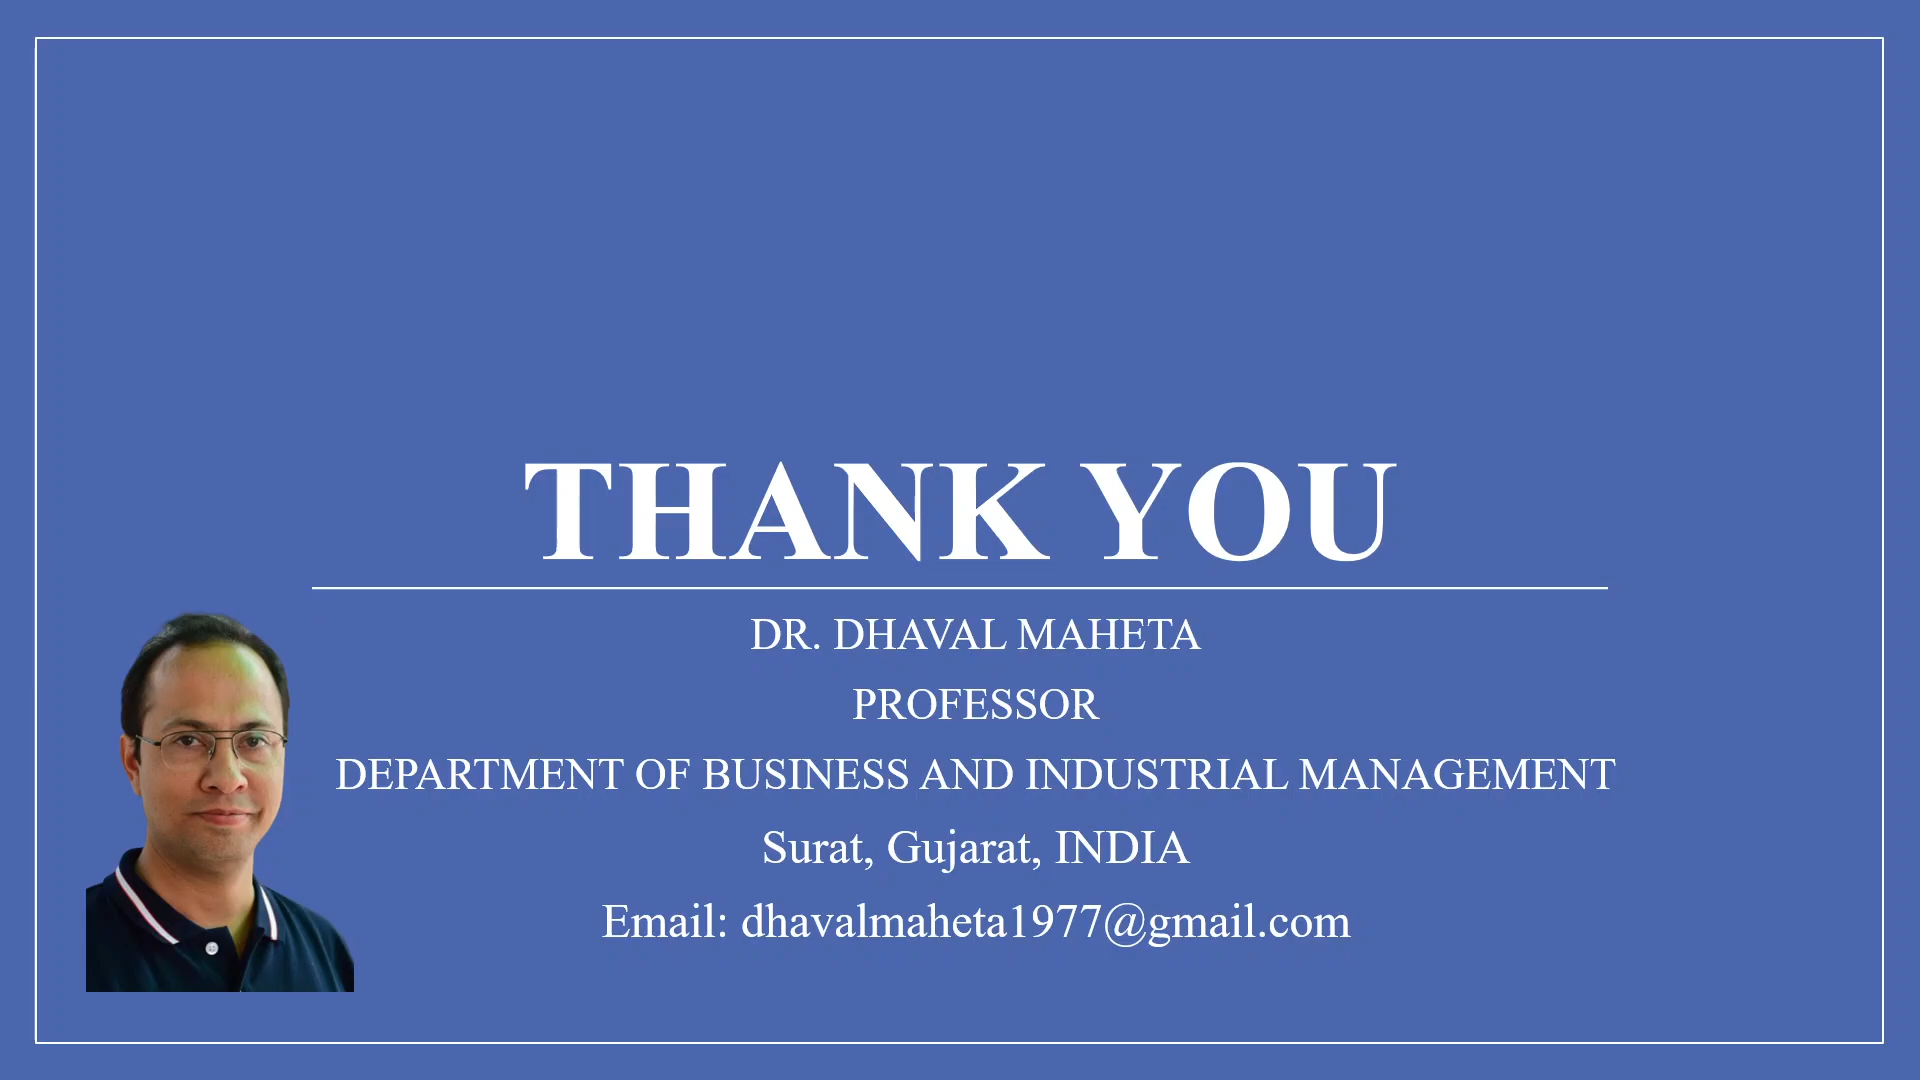 THANK YOU
DR. DHAVAL MAHETA
PROFESSOR
DEPARTMENT OF BUSINESS AND INDUSTRIAL MANAGEMENT
Surat, Gujarat, INDIA
Email: dhavalmaheta1977@gmail.com